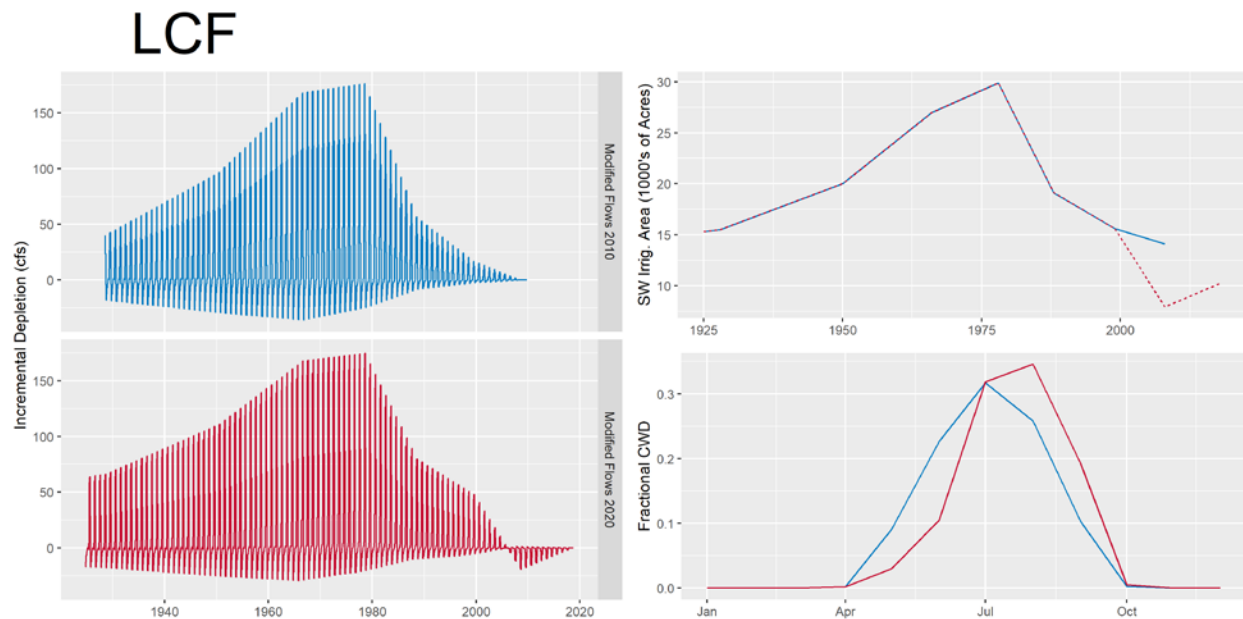 LCF
Incremental Depletion (cfs)
150
100
50
0
Modified Flows 2010
150
100
50
0
Modified Flows 2020
1940 1960 1980 2000 2020
SW Irrig. Area (1000's of Acres)
30
25
20
15
10
1925 1950 1975 2000
Fractional CWD
0.3
0.2
0.1
0.0
Jan Apr Jul Oct